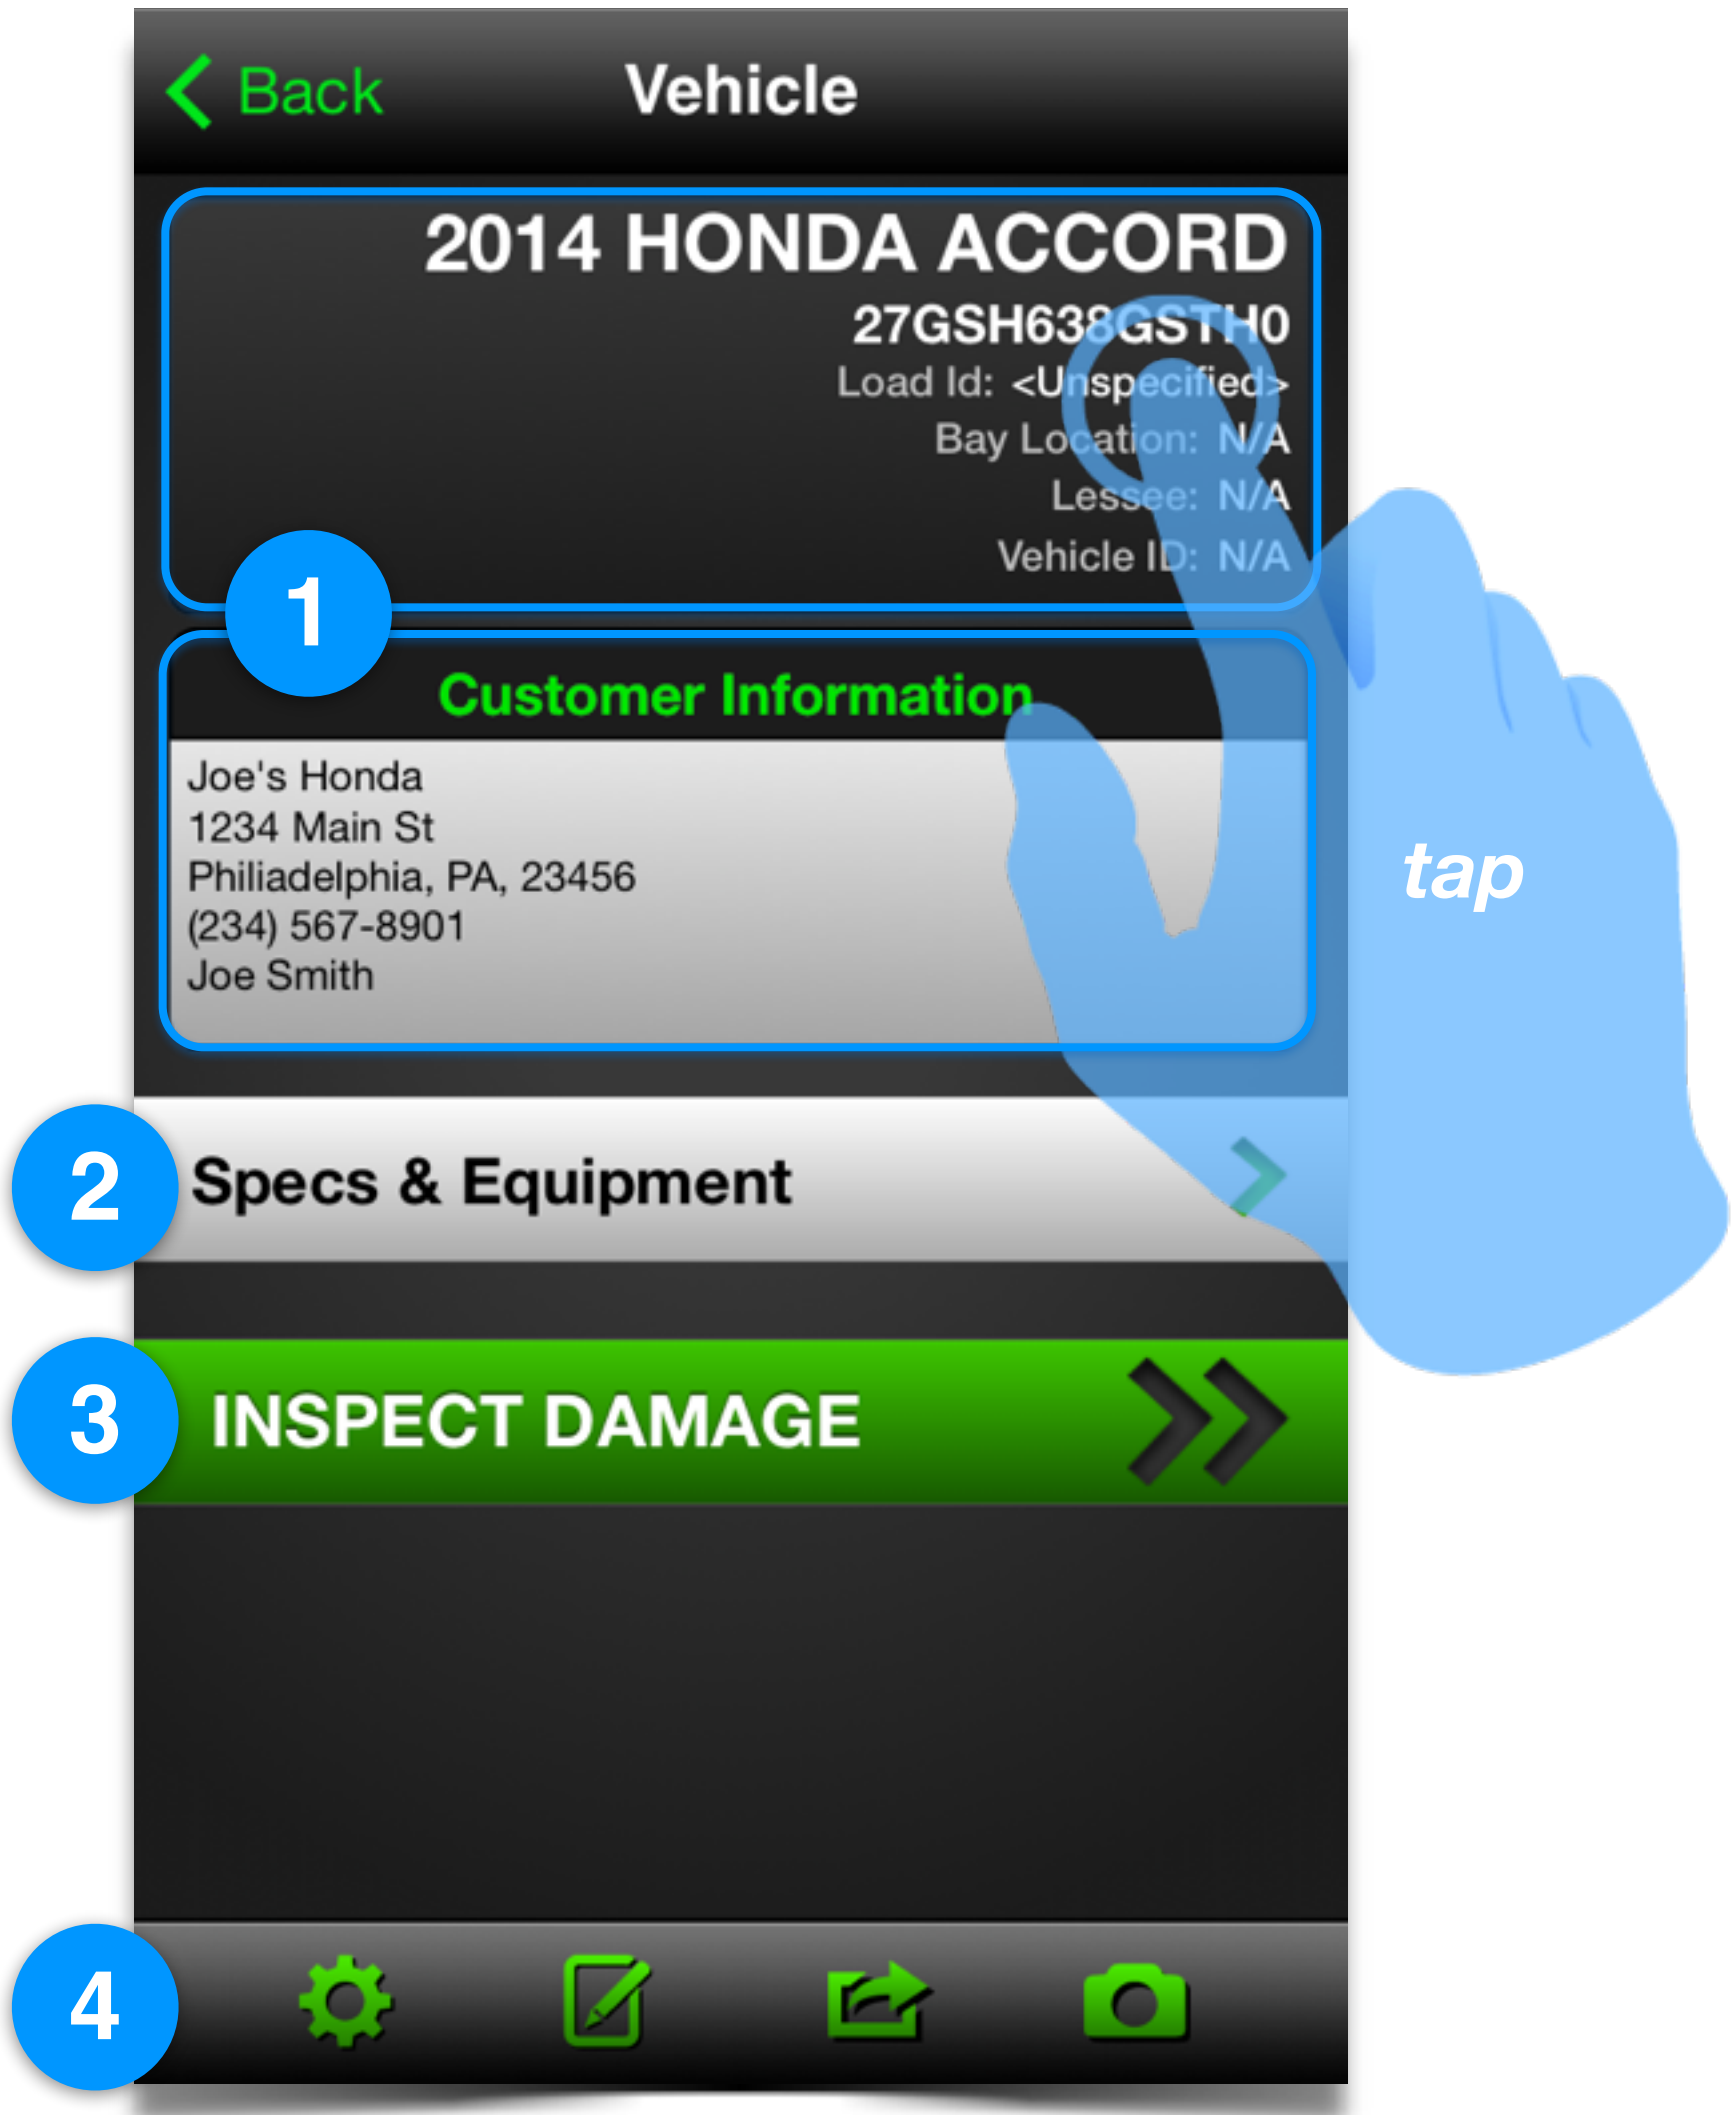 Back
Vehicle
2014 HONDA ACCORD
27GSH638GSTH0
Load Id: <Unspecified>
Bay Location: N/A
Lessee: N/A
Vehicle ID: N/A
1
Customer Information
Joe's Honda
1234 Main St
Philiadelphia, PA, 23456
(234) 567-8901
Joe Smith
tap
2 Specs & Equipment
3 INSPECT DAMAGE
4